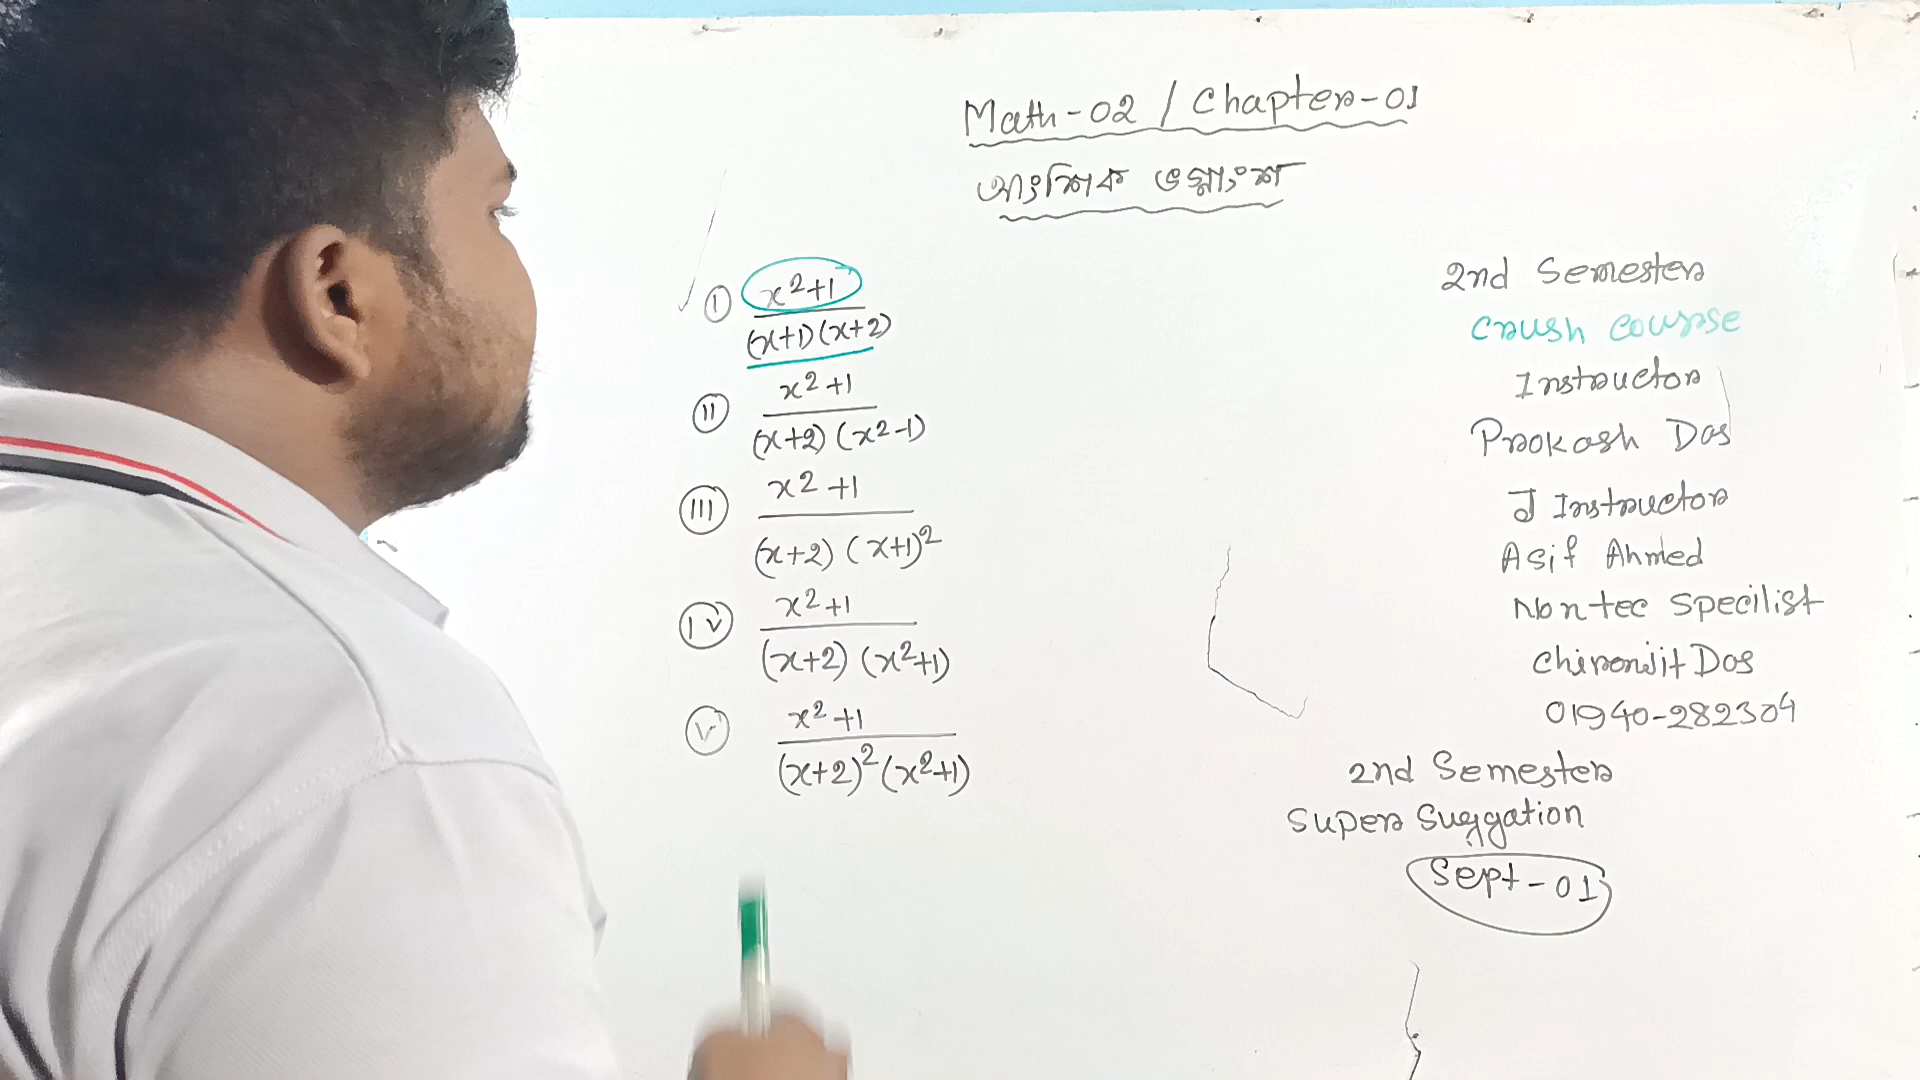 Math-02 / Chapter-01
আংশিক ভগ্নাংশ
I x²+1
(x+1)(x+2)
II x²+1
(x+2)(x²-1)
III x²+1
(x+2)(x+1)²
IV x²+1
(x+2)(x²+1)
V x²+1
(x+2)²(x²+1)
2nd Semester
Crush Course
Instructor
Prokash Das
J Instructor
Asif Ahmed
Nontec Specilist
Chironjit Das
01940-282304
2nd Semester
Super Suggation
Sept-01